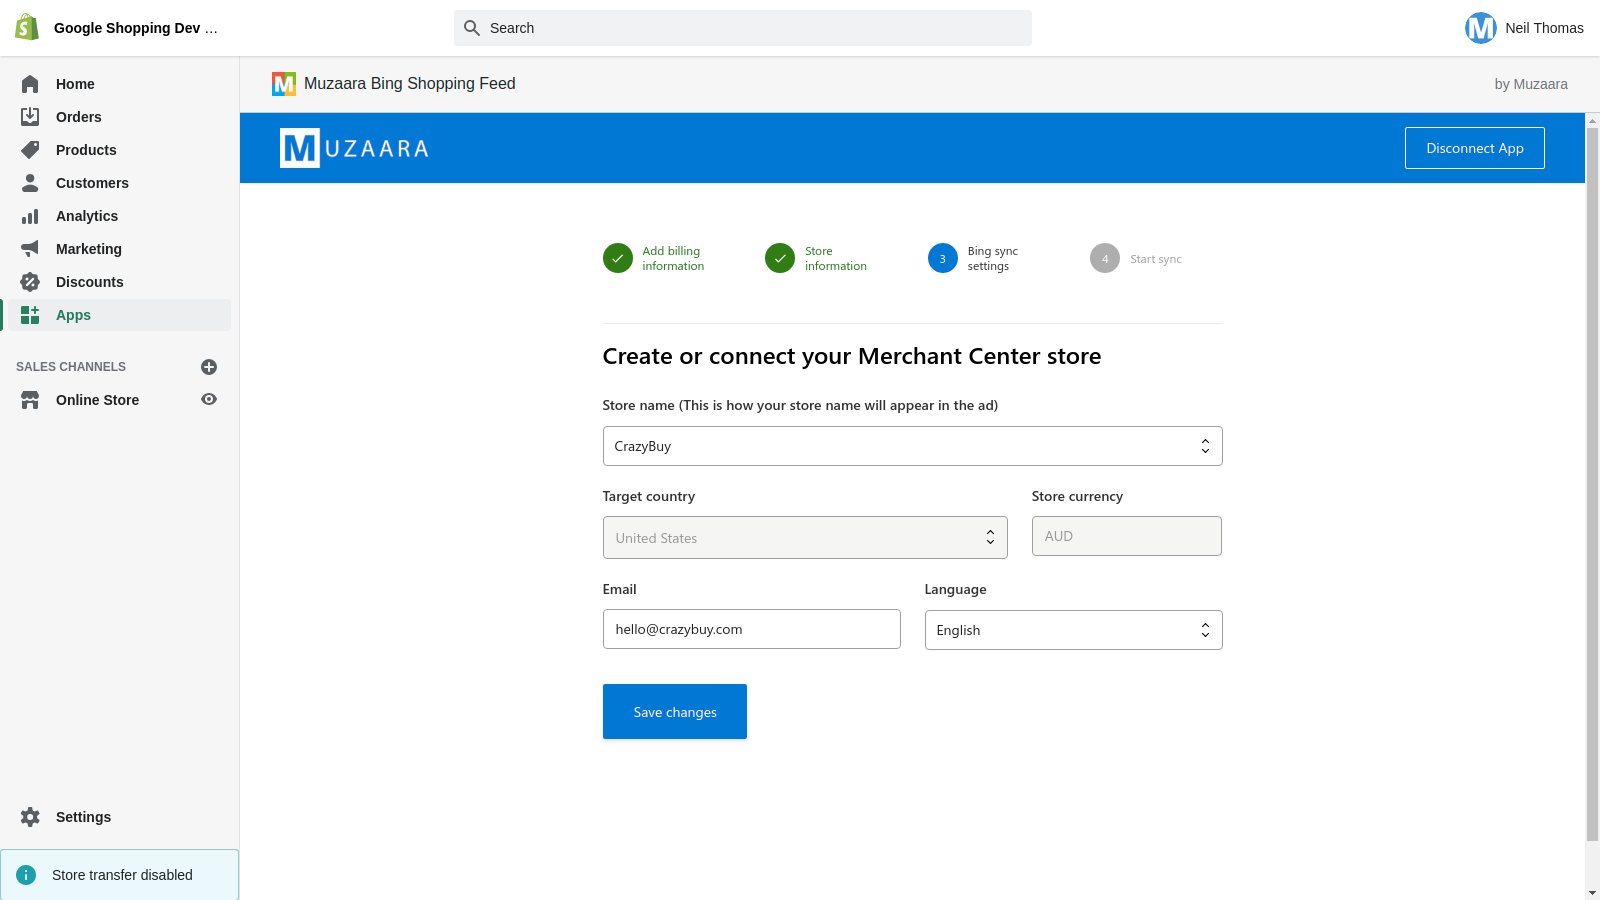 Google Shopping Dev ...
Search
Neil Thomas
Home
Orders
Products
Customers
Analytics
Marketing
Discounts
Apps
SALES CHANNELS
Online Store
Settings
Store transfer disabled
Muzaara Bing Shopping Feed
by Muzaara
MUZAARA
Disconnect App
Add billing
information
Store
information
3
Bing sync
settings
4
Start sync
Create or connect your Merchant Center store
Store name (This is how your store name will appear in the ad)
CrazyBuy
Target country
Store currency
United States
AUD
Email
Language
hello@crazybuy.com
English
Save changes